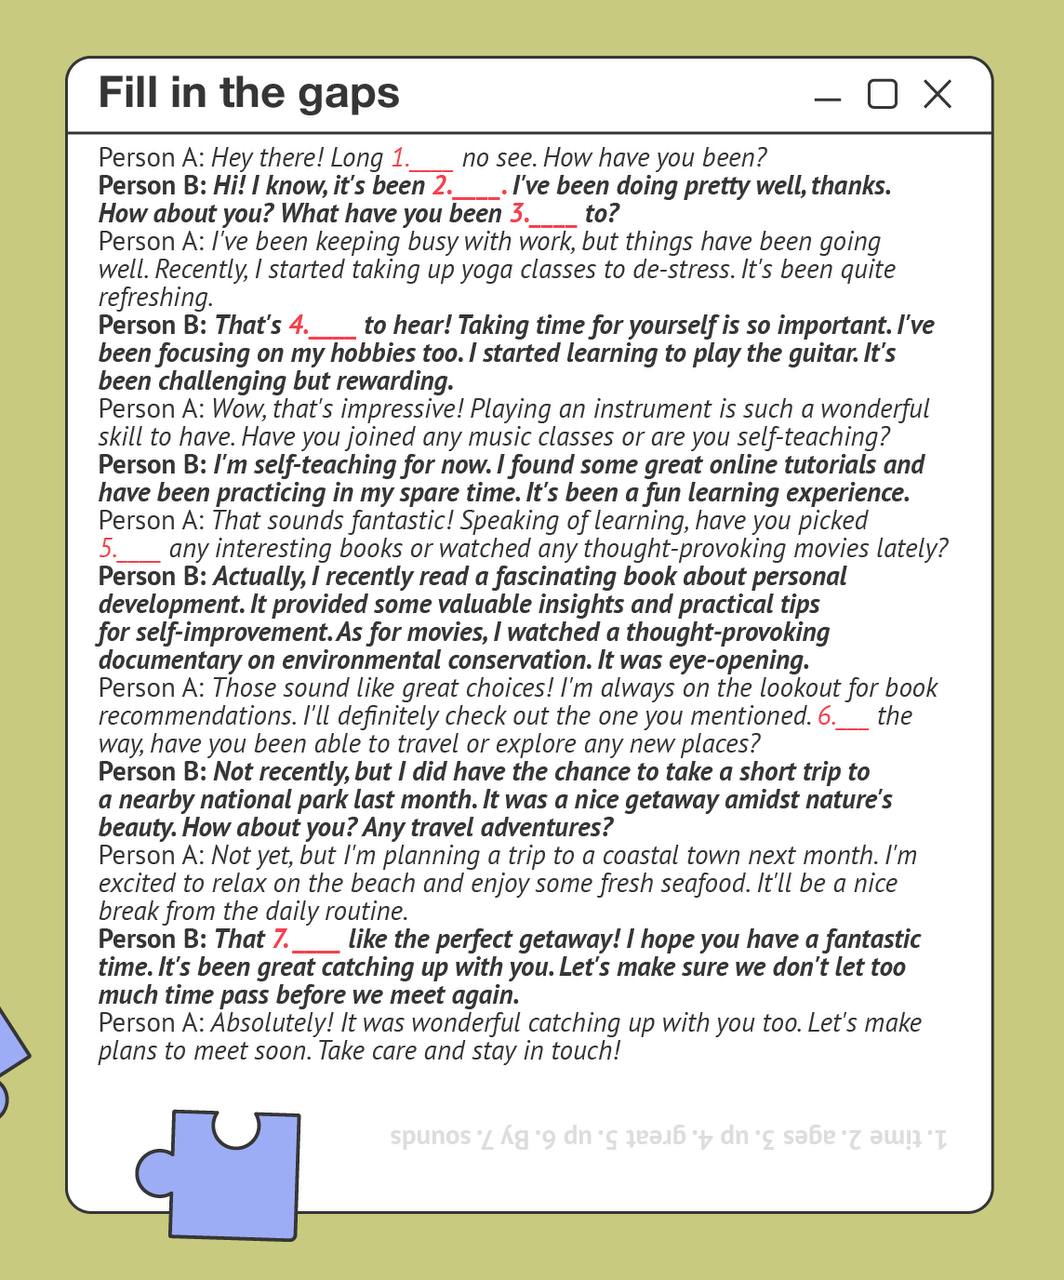 Fill in the gaps
Person A: Hey there! Long 1.____ no see. How have you been?
Person B: Hi! I know, it's been 2.____. I've been doing pretty well, thanks.
How about you? What have you been 3.____ to?
Person A: I've been keeping busy with work, but things have been going
well. Recently, I started taking up yoga classes to de-stress. It's been quite
refreshing.
Person B: That's 4.____ to hear! Taking time for yourself is so important. I've
been focusing on my hobbies too. I started learning to play the guitar. It's
been challenging but rewarding.
Person A: Wow, that's impressive! Playing an instrument is such a wonderful
skill to have. Have you joined any music classes or are you self-teaching?
Person B: I'm self-teaching for now. I found some great online tutorials and
have been practicing in my spare time. It's been a fun learning experience.
Person A: That sounds fantastic! Speaking of learning, have you picked
5.____ any interesting books or watched any thought-provoking movies lately?
Person B: Actually, I recently read a fascinating book about personal
development. It provided some valuable insights and practical tips
for self-improvement. As for movies, I watched a thought-provoking
documentary on environmental conservation. It was eye-opening.
Person A: Those sound like great choices! I'm always on the lookout for book
recommendations. I'll definitely check out the one you mentioned. 6.___ the
way, have you been able to travel or explore any new places?
Person B: Not recently, but I did have the chance to take a short trip to
a nearby national park last month. It was a nice getaway amidst nature's
beauty. How about you? Any travel adventures?
Person A: Not yet, but I'm planning a trip to a coastal town next month. I'm
excited to relax on the beach and enjoy some fresh seafood. It'll be a nice
break from the daily routine.
Person B: That 7.____ like the perfect getaway! I hope you have a fantastic
time. It's been great catching up with you. Let's make sure we don't let too
much time pass before we meet again.
Person A: Absolutely! It was wonderful catching up with you too. Let's make
plans to meet soon. Take care and stay in touch!
1. time 2. ages 3. up 4. great 5. up 6. By 7. sounds